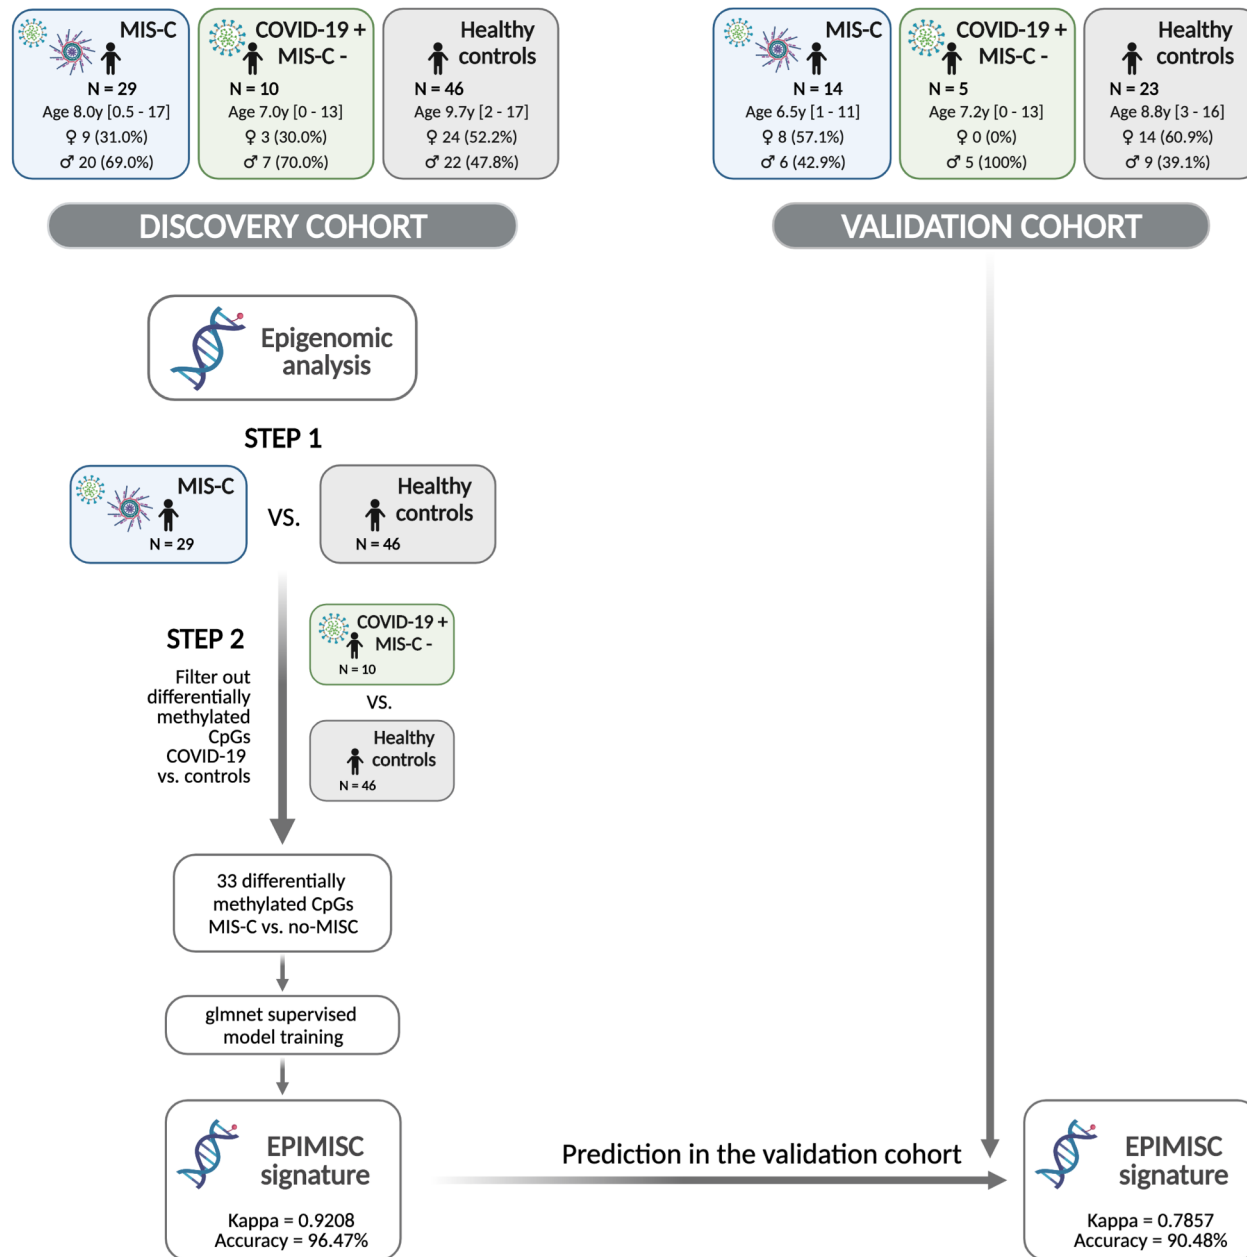 MIS-C
N = 29
Age 8.0y [0.5 - 17]
♀ 9 (31.0%)
♂ 20 (69.0%)
COVID-19 +
MIS-C -
N = 10
Age 7.0y [0 - 13]
♀ 3 (30.0%)
♂ 7 (70.0%)
Healthy
controls
N = 46
Age 9.7y [2 - 17]
♀ 24 (52.2%)
♂ 22 (47.8%)
MIS-C
N = 14
Age 6.5y [1 - 11]
♀ 8 (57.1%)
♂ 6 (42.9%)
COVID-19 +
MIS-C -
N = 5
Age 7.2y [0 - 13]
♀ 0 (0%)
♂ 5 (100%)
Healthy
controls
N = 23
Age 8.8y [3 - 16]
♀ 14 (60.9%)
♂ 9 (39.1%)
DISCOVERY COHORT
VALIDATION COHORT
Epigenomic
analysis
STEP 1
MIS-C
N = 29
VS.
Healthy
controls
N = 46
STEP 2
Filter out
differentially
methylated
CpGs
COVID-19
vs. controls
COVID-19 +
MIS-C -
N = 10
VS.
Healthy
controls
N = 46
33 differentially
methylated CpGs
MIS-C vs. no-MISC
glmnet supervised
model training
EPIMISC
signature
Kappa = 0.9208
Accuracy = 96.47%
Prediction in the validation cohort
EPIMISC
signature
Kappa = 0.7857
Accuracy = 90.48%